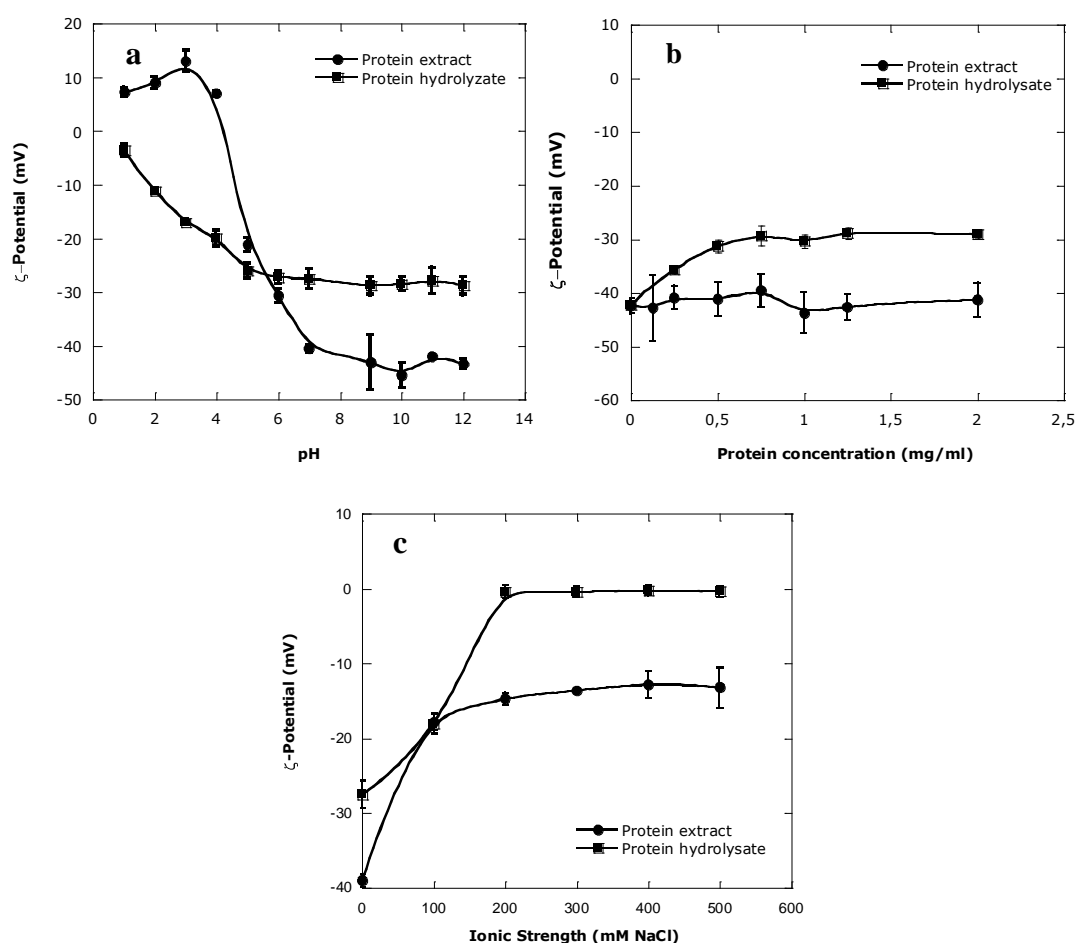 a
Protein extract
Protein hydrolyzate
20
10
0
-10
-20
-30
-40
-50
ζ–Potential (mV)
0 2 4 6 8 10 12 14
pH
b
Protein extract
Protein hydrolysate
10
0
-10
-20
-30
-40
-50
-60
ζ–Potential (mV)
0 0,5 1 1,5 2 2,5
Protein concentration (mg/ml)
c
10
0
-10
-20
-30
-40
ζ-Potential (mV)
Protein extract
Protein hydrolysate
0 100 200 300 400 500 600
Ionic Strength (mM NaCl)